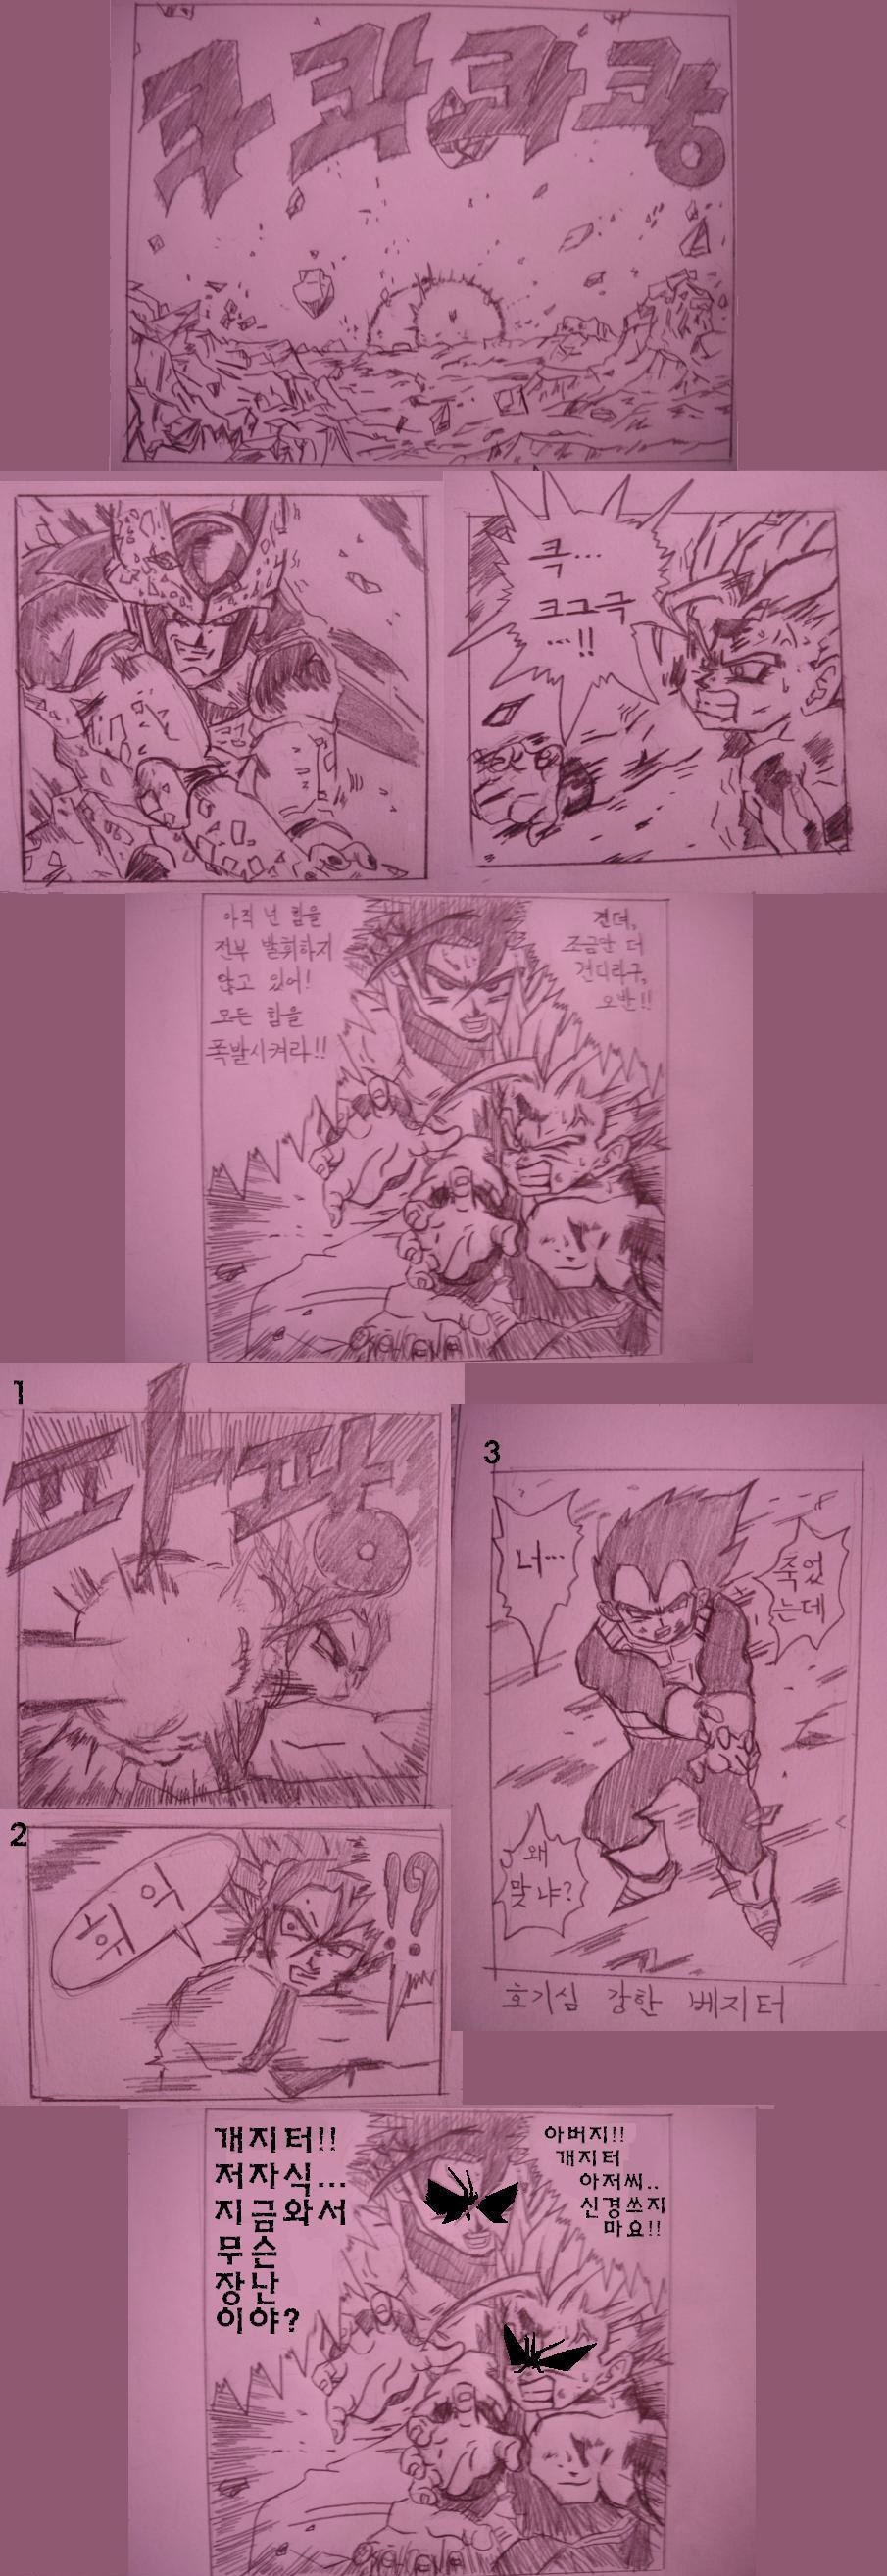 쿠콰콰쾅
큭...
크그극
...!!
아직 넌 힘을
전부 발휘하지
않고 있어!
모든 힘을
폭발시켜라!!
견뎌,
조금만 더
견디라구,
오반!!
1
파팡
2
휴악
!?
3
너...
죽었
는데
왜
맞냐?
호기심 강한 베지터
개지터!!
저자식...
지금와서
무슨
장난
이야?
아버지!!
개지터
아저씨..
신경쓰지
마요!!